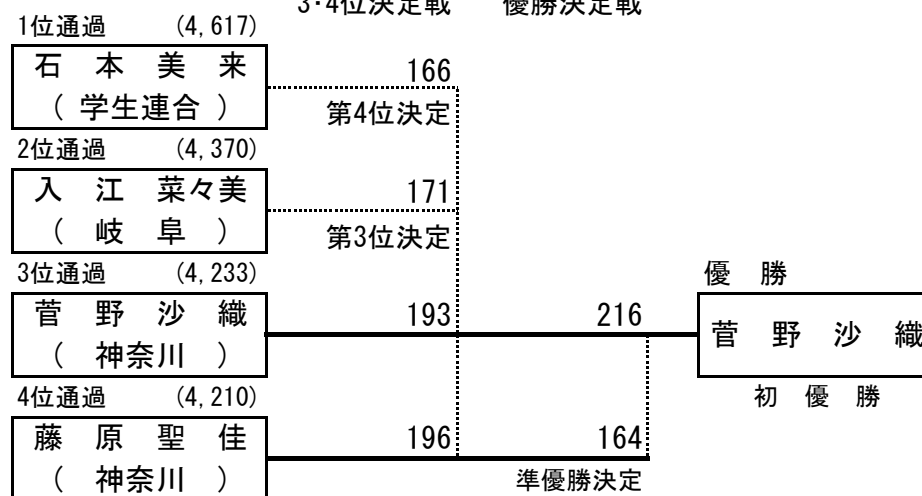 3・4位決定戦 優勝決定戦
1位通過 (4,617)
石 本 美 来 166
( 学生連合 ) 第4位決定
2位通過 (4,370)
入 江 菜々美 171
( 岐 阜 ) 第3位決定
3位通過 (4,233) 優 勝
菅 野 沙 織 193 216 菅 野 沙 織
( 神奈川 )
4位通過 (4,210) 初 優 勝
藤 原 聖 佳 196 164
( 神奈川 ) 準優勝決定